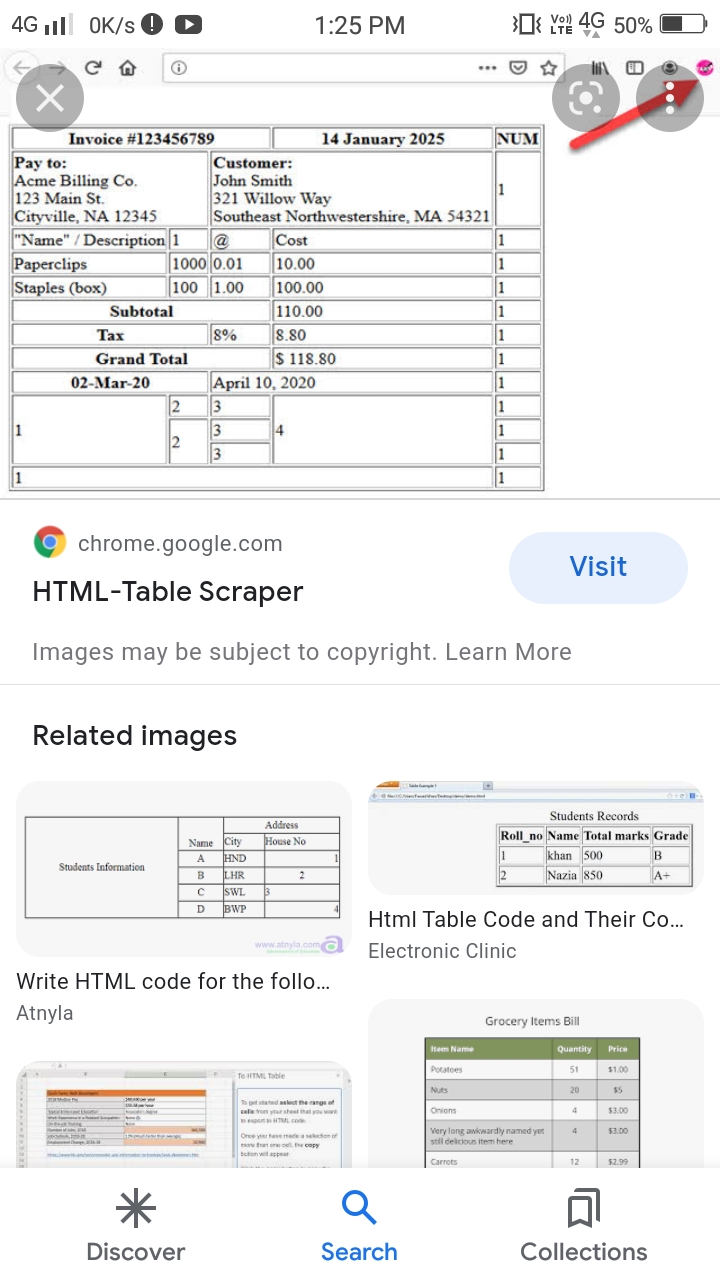 4G 0K/s 1:25 PM Vo)) LTE 4G 50%
Invoice #123456789 14 January 2025 NUM
Pay to: Customer:
Acme Billing Co. John Smith 1
123 Main St. 321 Willow Way
Cityville, NA 12345 Southeast Northwestershire, MA 54321
"Name" / Description 1 @ Cost 1
Paperclips 1000 0.01 10.00 1
Staples (box) 100 1.00 100.00 1
Subtotal 110.00 1
Tax 8% 8.80 1
Grand Total $ 118.80 1
02-Mar-20 April 10, 2020 1
2 3 1
1 2 3 4 1
3 1
1 1
chrome.google.com
HTML-Table Scraper
Visit
Images may be subject to copyright. Learn More
Related images
Address
Name City House No
Students Information
A HND 1
B LHR 2
C SWL 3
D BWP 4
www.atnyla.com
Write HTML code for the follo...
Atnyla
Students Records
Roll_no Name Total marks Grade
1 khan 500 B
2 Nazia 850 A+
Html Table Code and Their Co...
Electronic Clinic
To HTML Table
To get started select the range of
cells from your sheet that you want
to export to HTML code.
Once you have made a selection of
more than one cell, the copy
button will appear
Grocery Items Bill
Item Name Quantity Price
Potatoes 51 $1.00
Nuts 20 $5
Onions 4 $3.00
Very long awkwardly named yet 4 $3.00
still delicious item here
Carrots 12 $2.99
Discover Search Collections